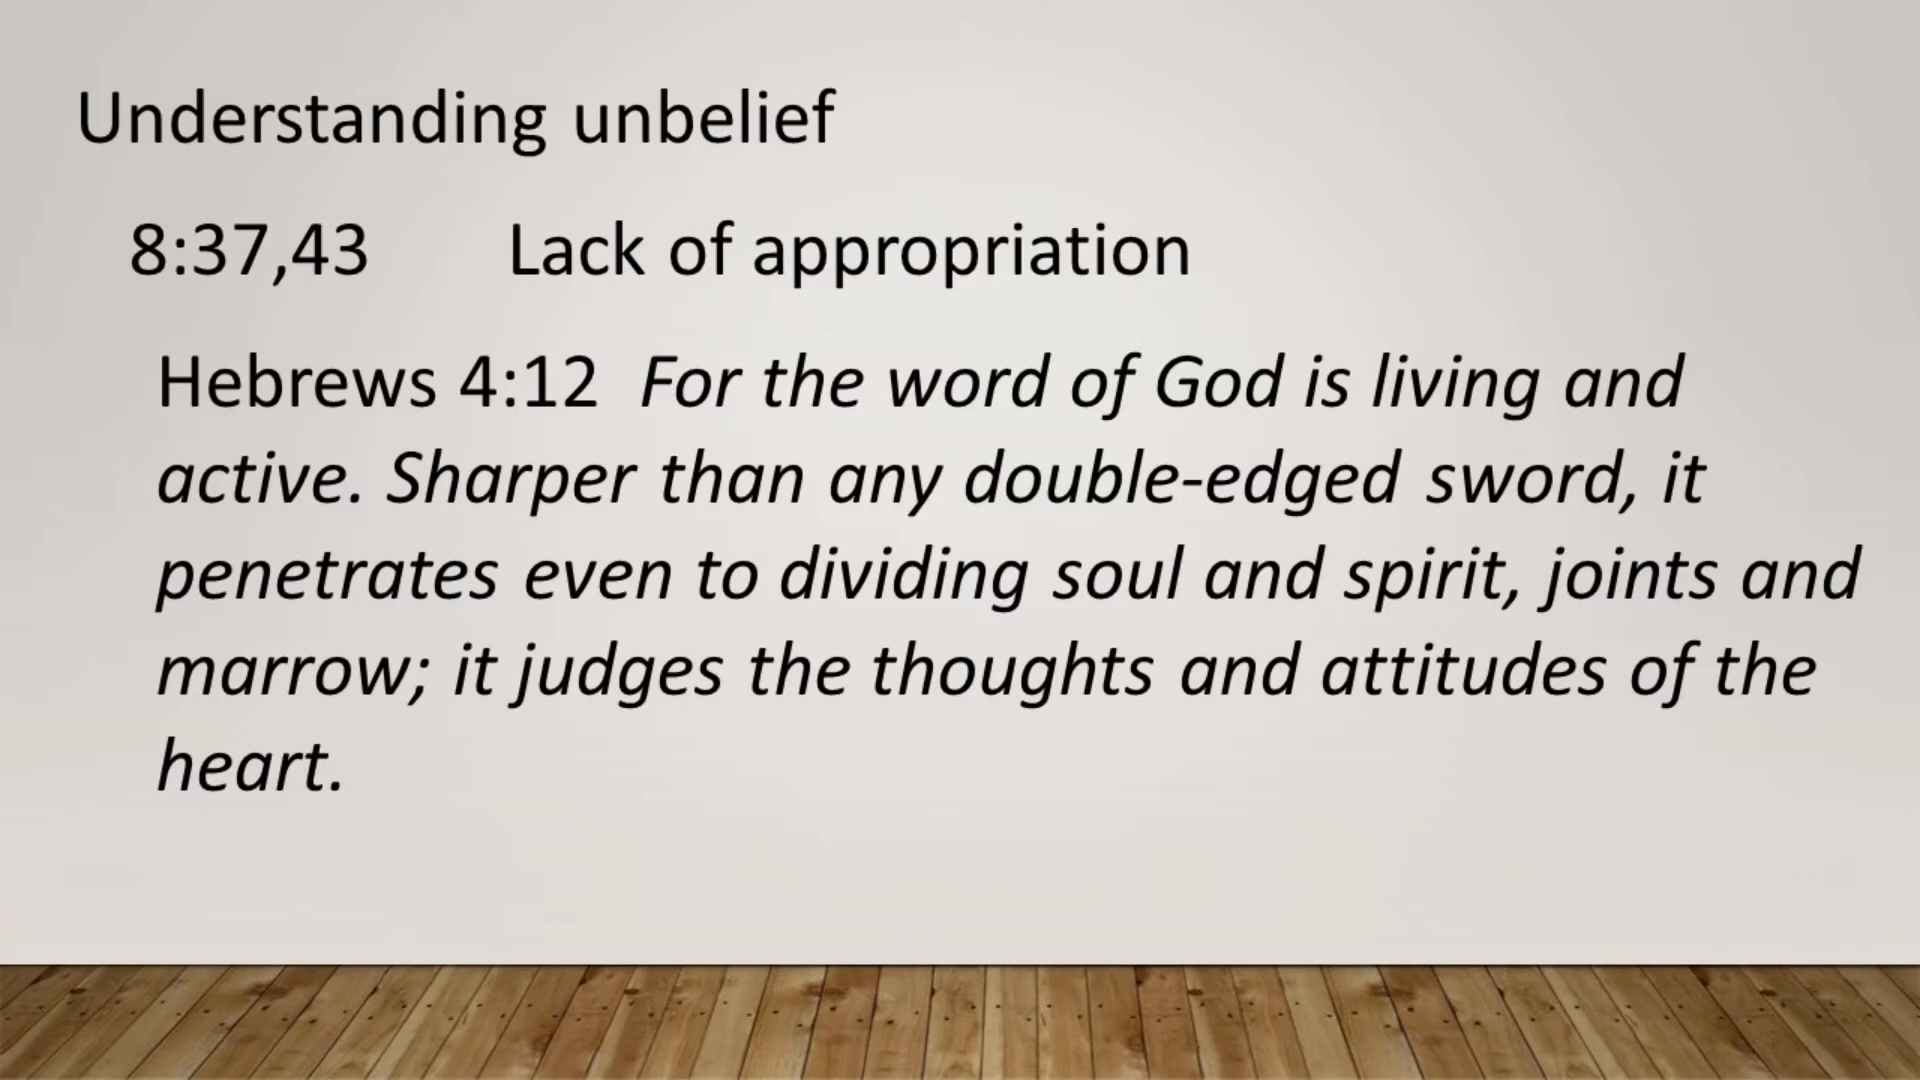 Understanding unbelief
8:37,43 Lack of appropriation
Hebrews 4:12 For the word of God is living and
active. Sharper than any double-edged sword, it
penetrates even to dividing soul and spirit, joints and
marrow; it judges the thoughts and attitudes of the
heart.